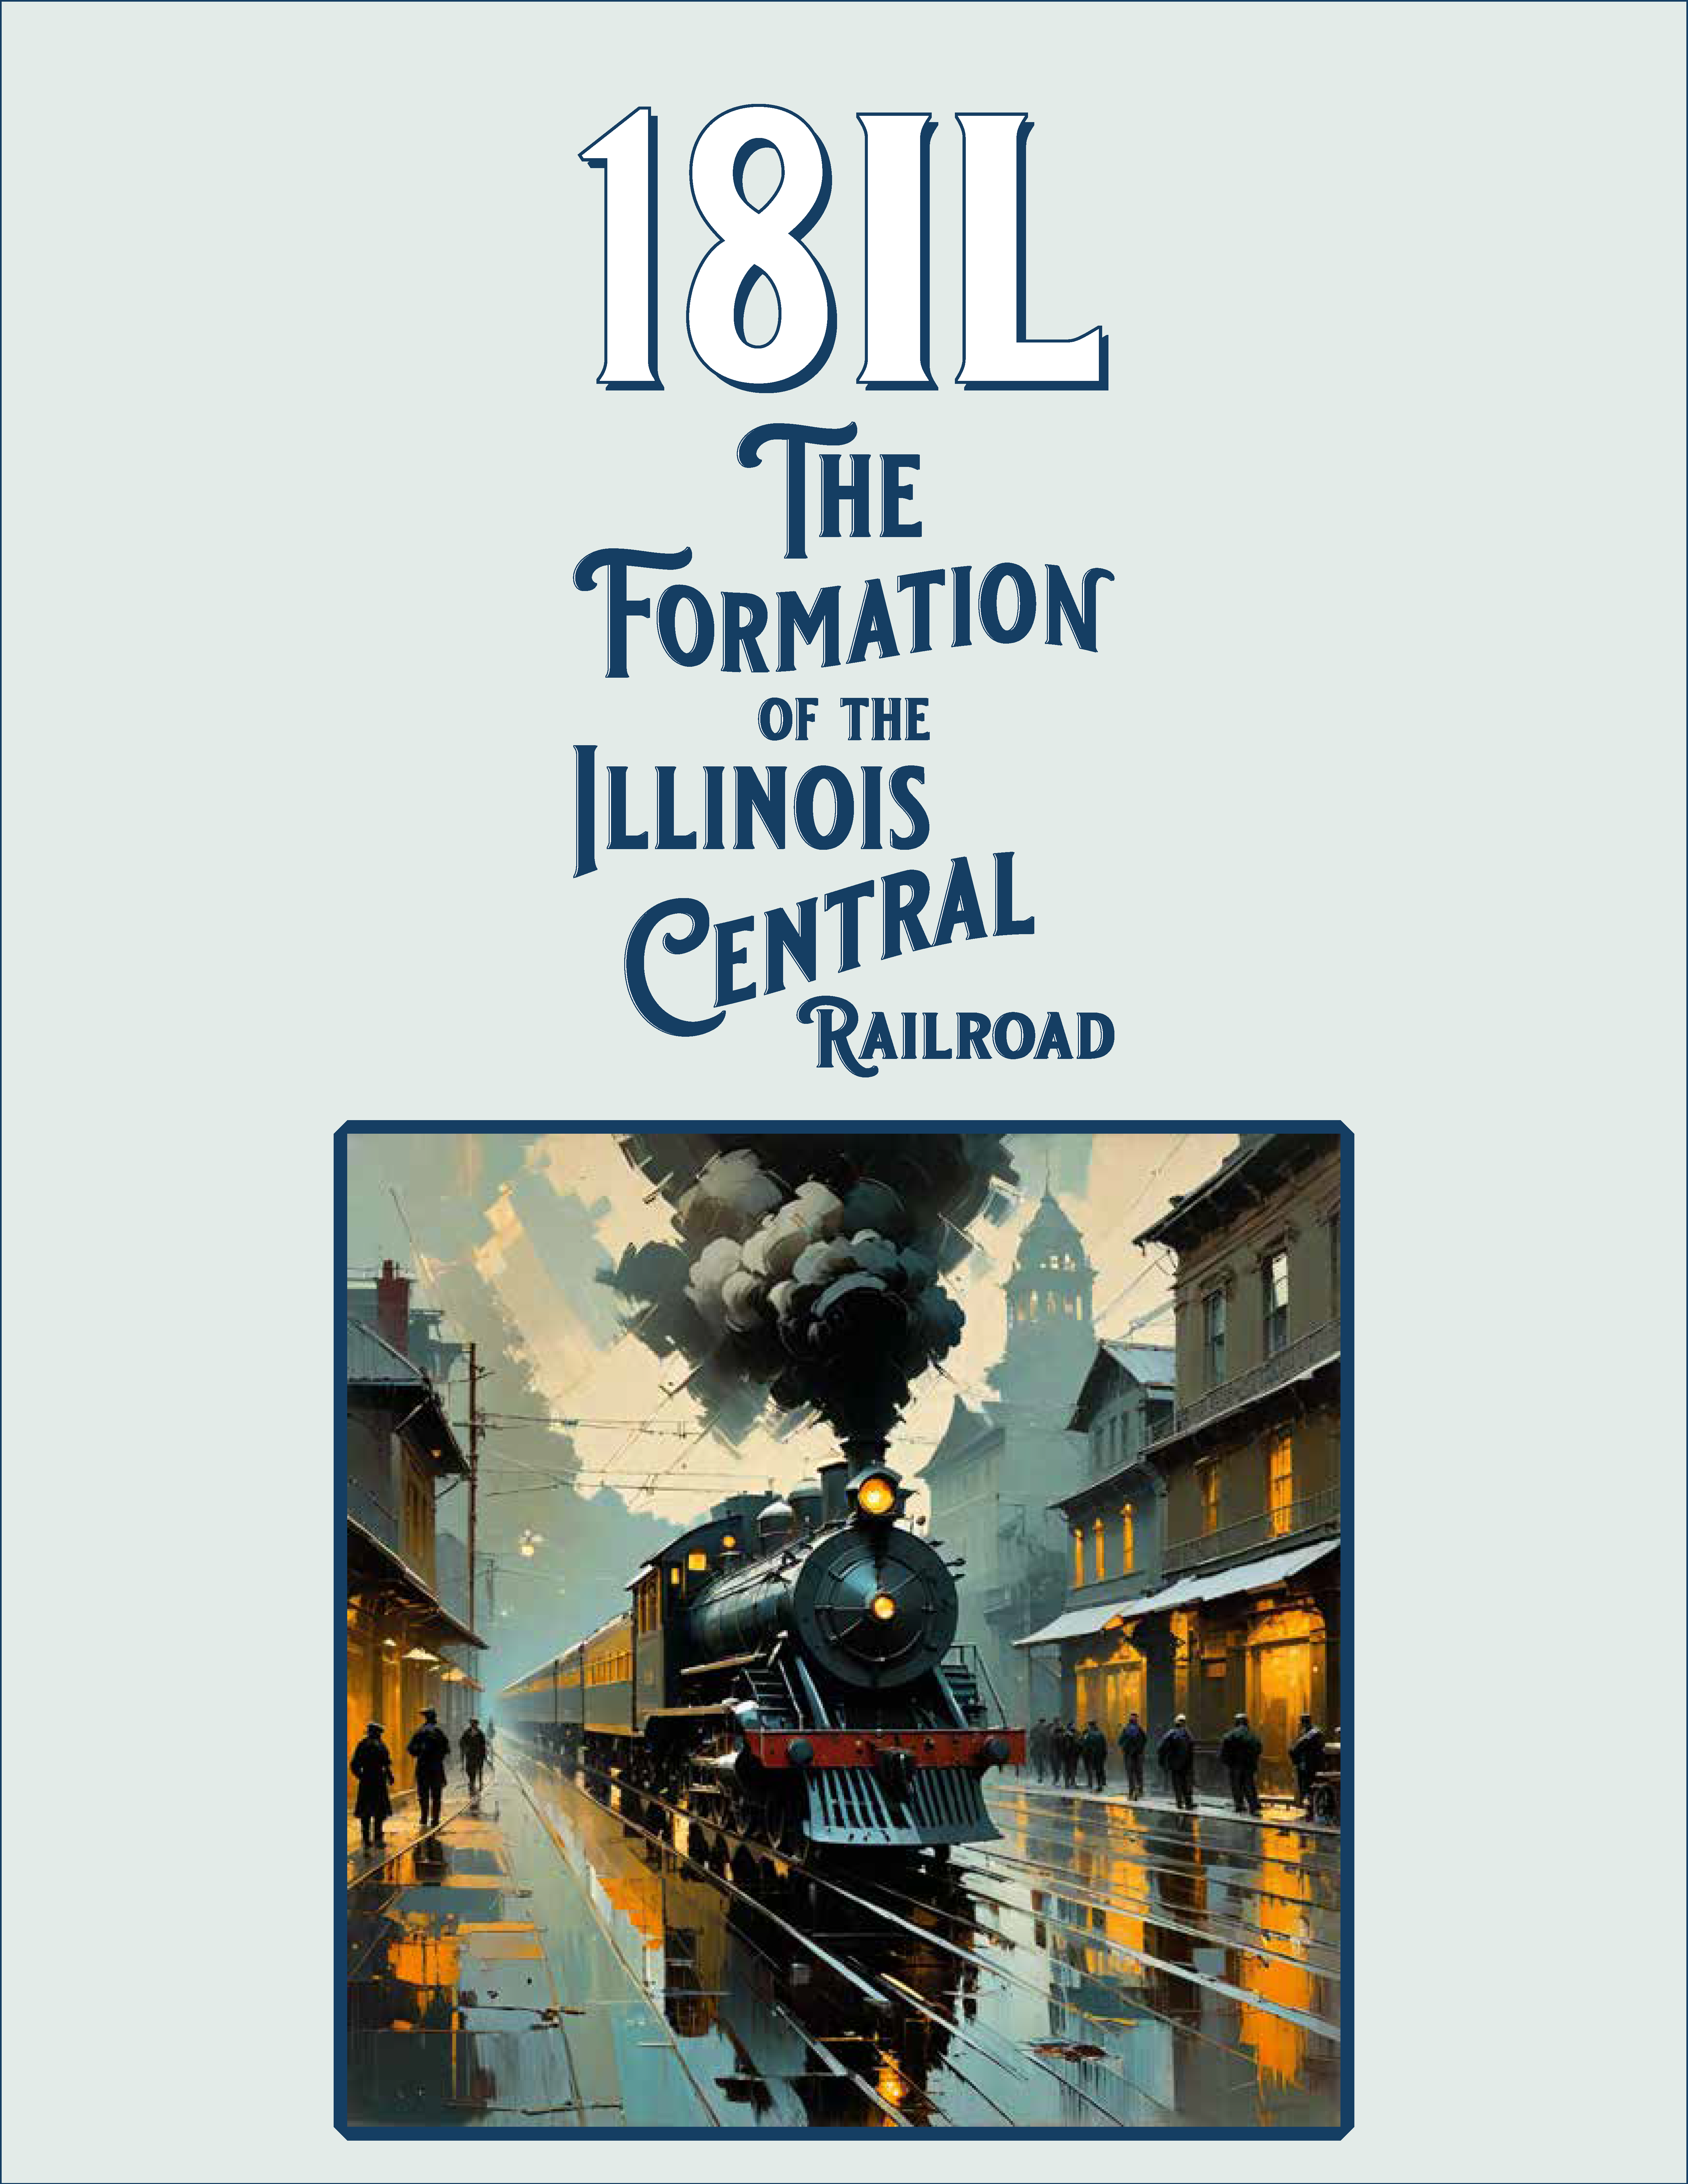 18IL
The
Formation
of the
Illinois
Central
Railroad